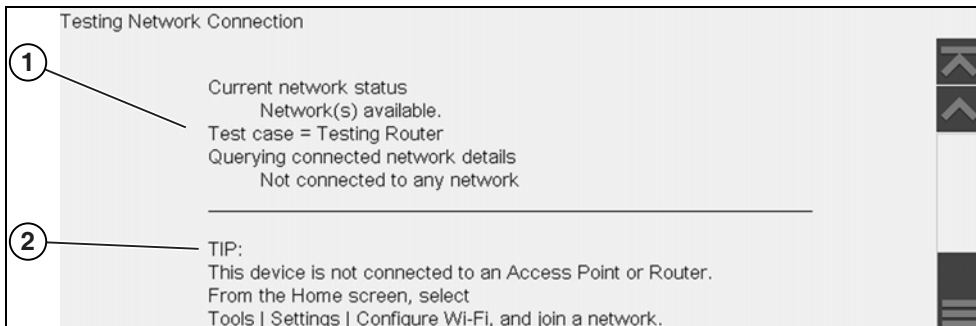 Testing Network Connection
1
Current network status
Network(s) available.
Test case = Testing Router
Querying connected network details
Not connected to any network
2
TIP:
This device is not connected to an Access Point or Router.
From the Home screen, select
Tools | Settings | Configure Wi-Fi, and join a network.